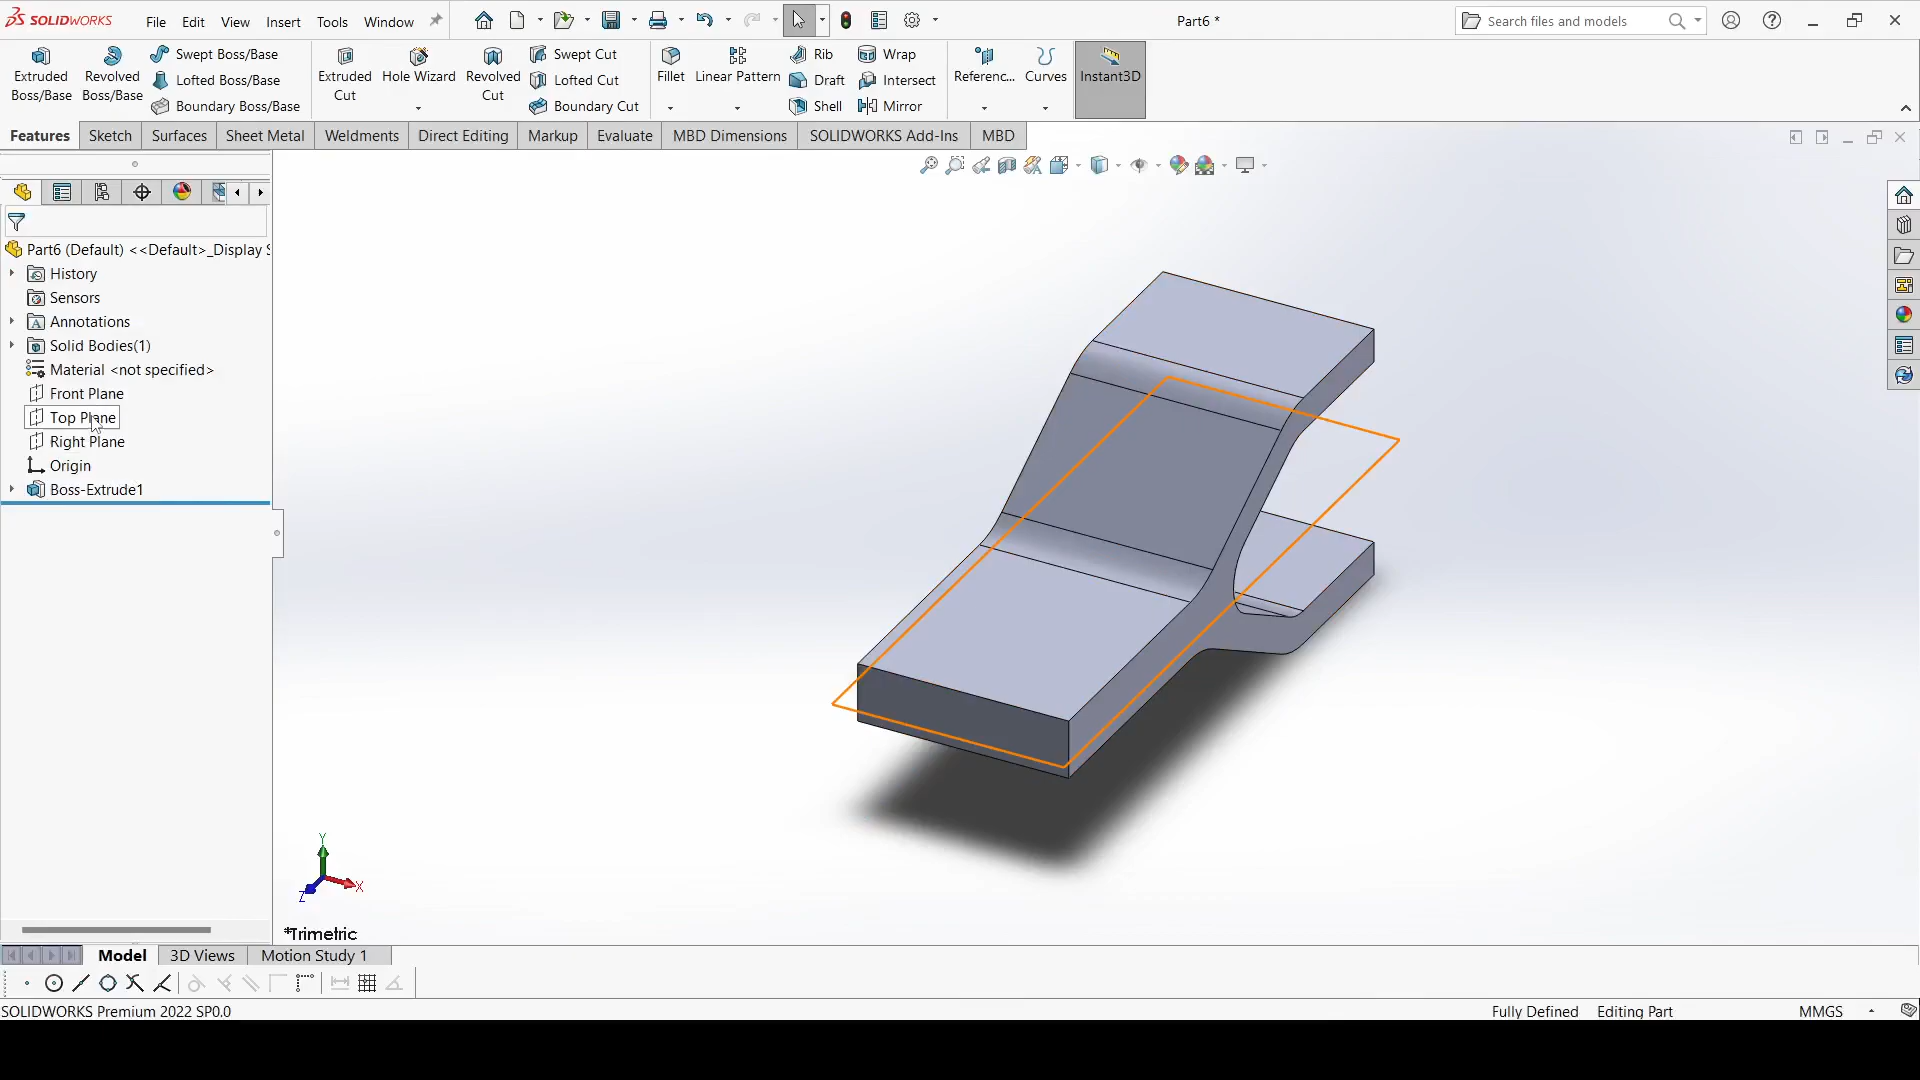 SOLIDWORKS File Edit View Insert Tools Window Part6 * Search files and models
Extruded Boss/Base
Revolved Boss/Base
Swept Boss/Base
Lofted Boss/Base
Boundary Boss/Base
Extruded Cut
Hole Wizard
Revolved Cut
Swept Cut
Lofted Cut
Boundary Cut
Fillet
Linear Pattern
Rib
Draft
Shell
Wrap
Intersect
Mirror
Referenc...
Curves
Instant3D
Features Sketch Surfaces Sheet Metal Weldments Direct Editing Markup Evaluate MBD Dimensions SOLIDWORKS Add-Ins MBD
Part6 (Default) <<Default>_Display S
History
Sensors
Annotations
Solid Bodies(1)
Material <not specified>
Front Plane
Top Plane
Right Plane
Origin
Boss-Extrude1
Y
X
Z
*Trimetric
Model 3D Views Motion Study 1
SOLIDWORKS Premium 2022 SP0.0 Fully Defined Editing Part MMGS